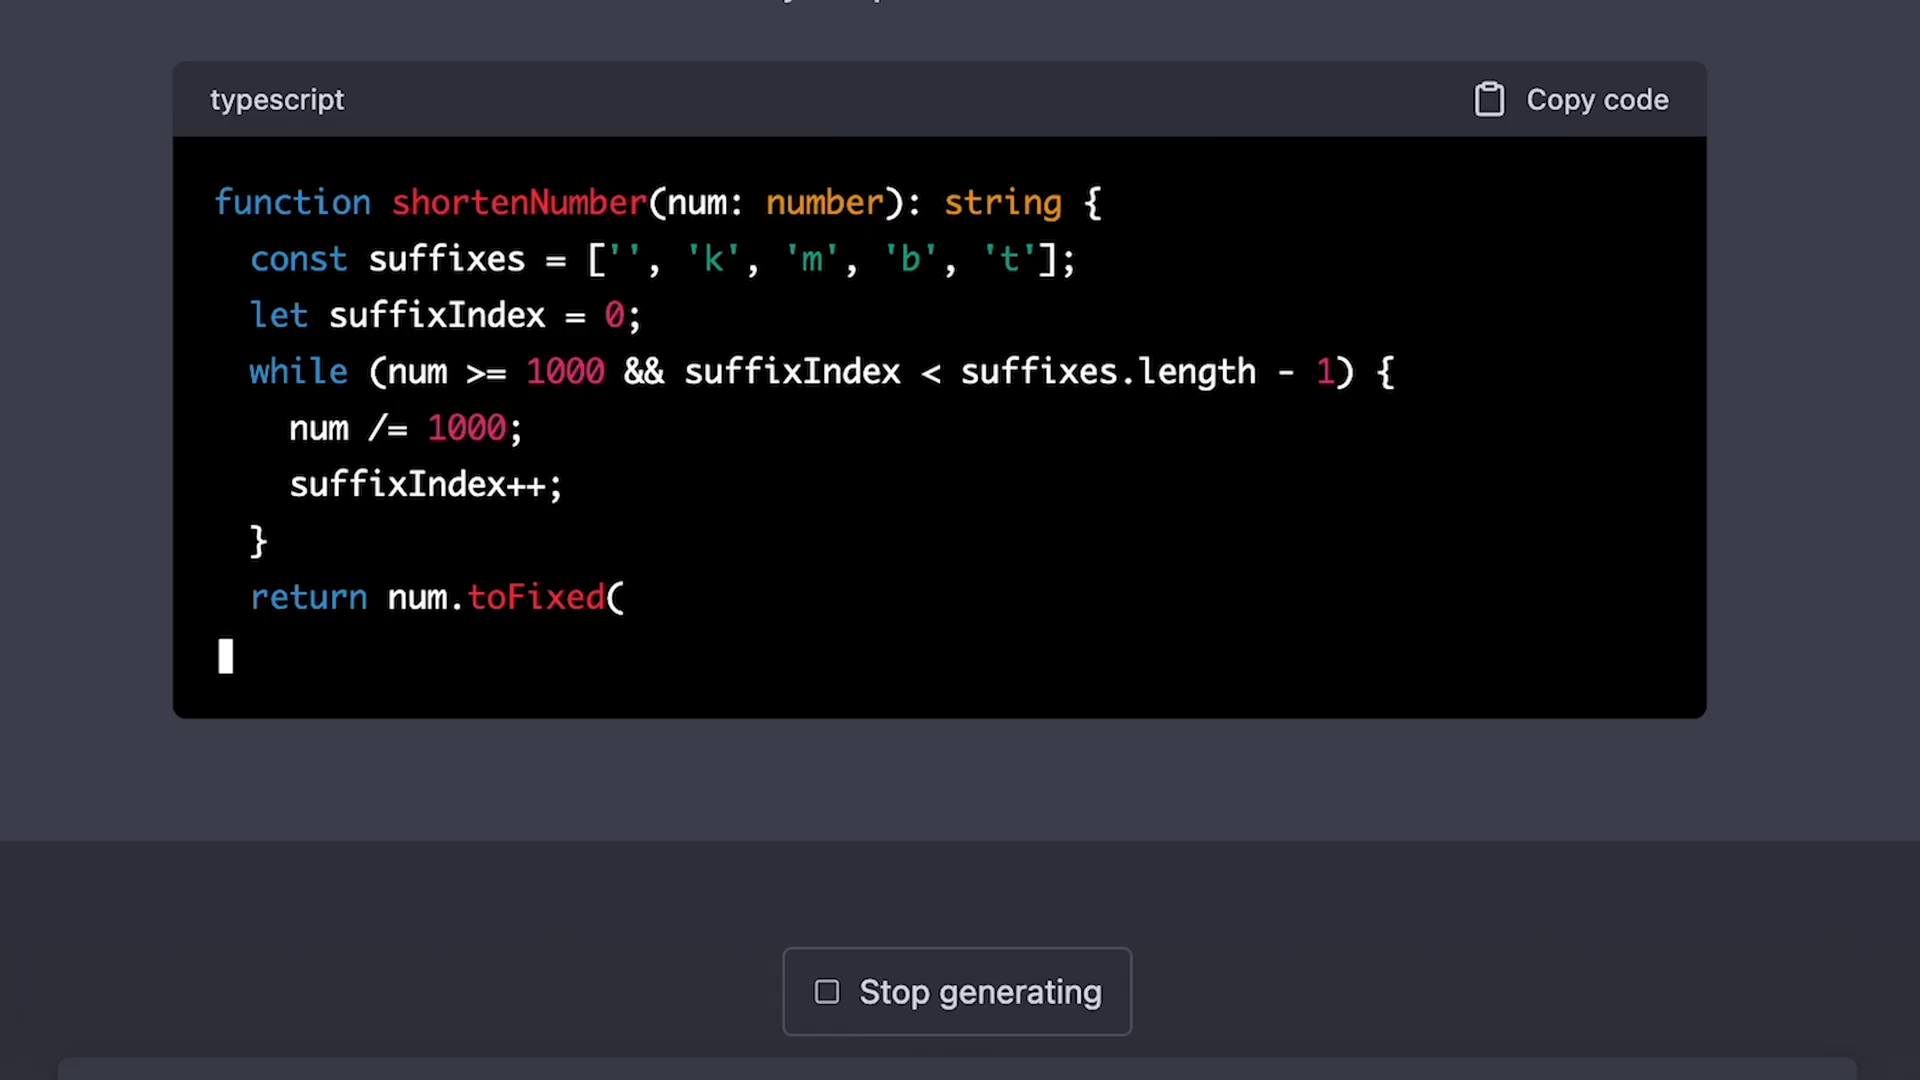 typescript
Copy code
function shortenNumber(num: number): string {
const suffixes = ['', 'k', 'm', 'b', 't'];
let suffixIndex = 0;
while (num >= 1000 && suffixIndex < suffixes.length - 1) {
num /= 1000;
suffixIndex++;
}
return num.toFixed(
Stop generating